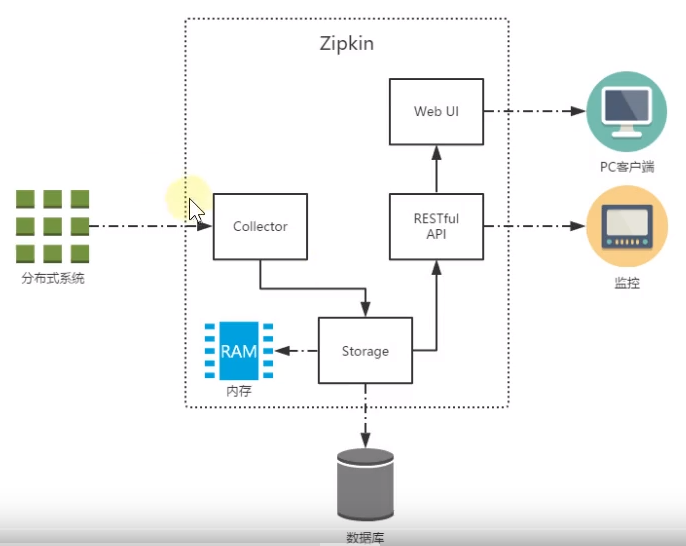 Zipkin
Web UI
PC客户端
Collector
RESTful
API
分布式系统
监控
RAM
Storage
内存
数据库